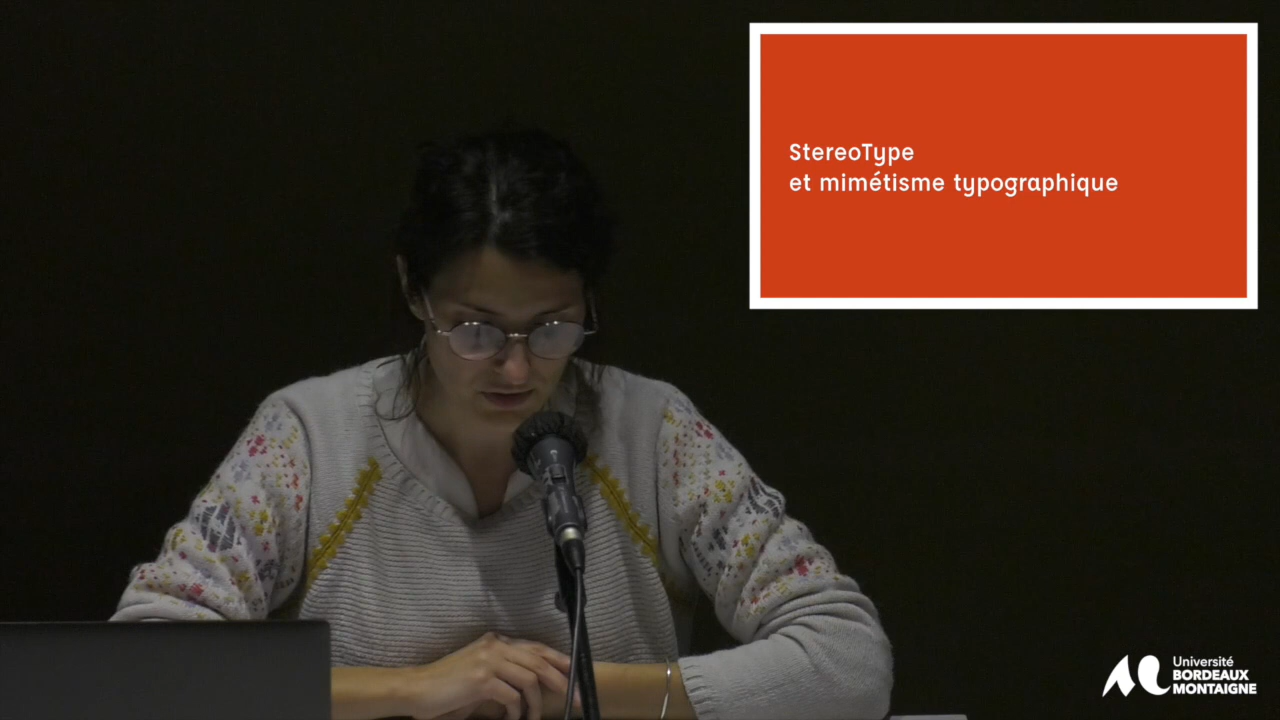 StereoType
et mimétisme typographique
Université
BORDEAUX
MONTAIGNE